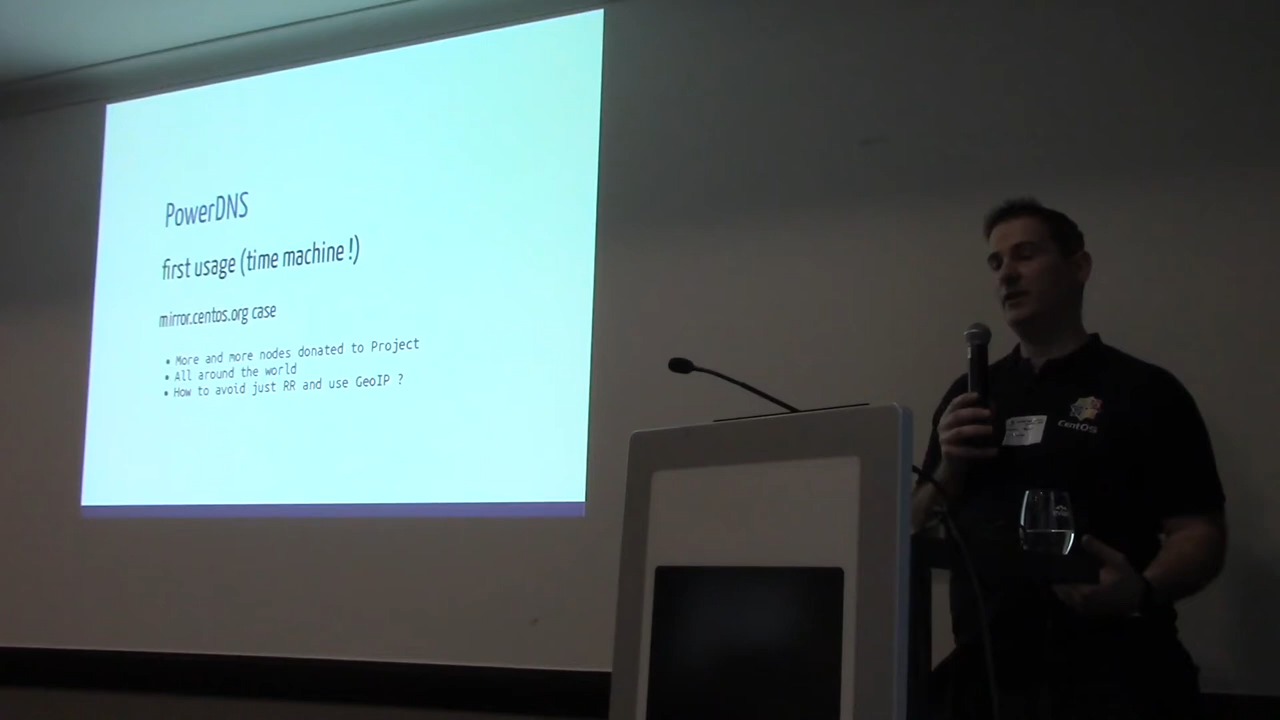 PowerDNS
first usage (time machine !)
mirror.centos.org case
• More and more nodes donated to Project
• All around the world
• How to avoid just RR and use GeoIP ?
CentOS